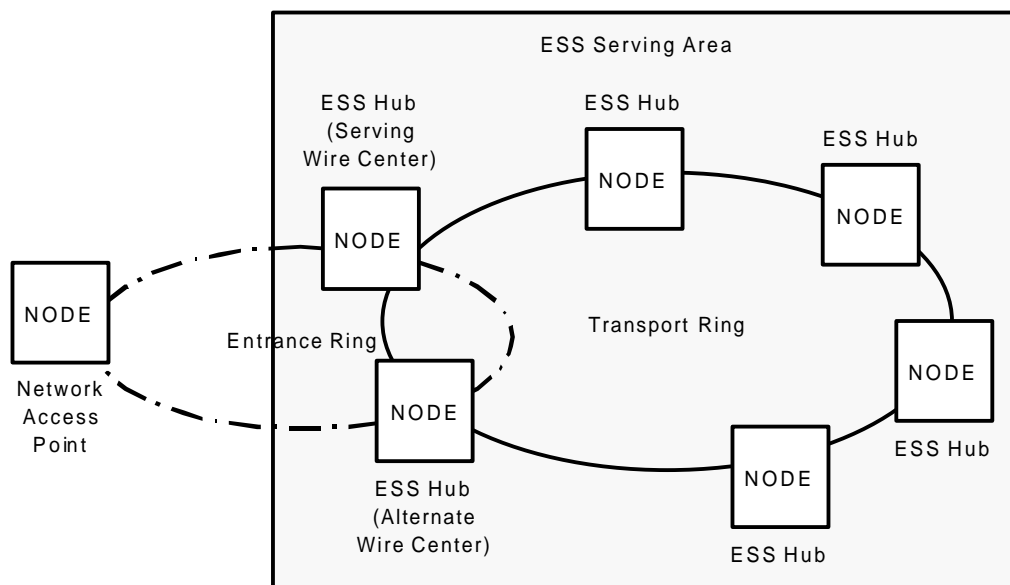 ESS Serving Area
ESS Hub
(Serving
Wire Center)
NODE
ESS Hub
NODE
ESS Hub
NODE
NODE
Network
Access
Point
Entrance Ring
Transport Ring
NODE
ESS Hub
NODE
ESS Hub
(Alternate
Wire Center)
NODE
ESS Hub